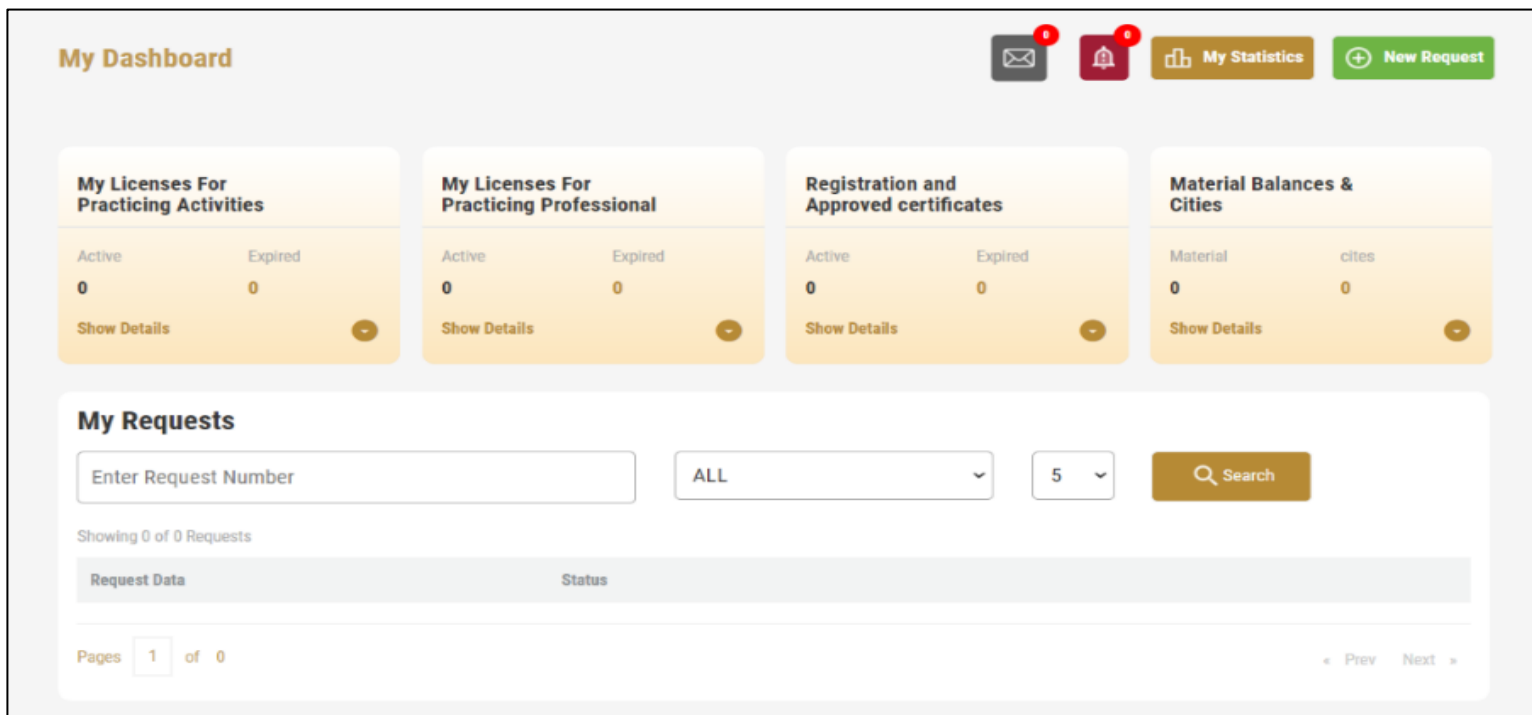 My Dashboard
0
0
My Statistics
New Request
My Licenses For
Practicing Activities
Active Expired
0 0
Show Details
My Licenses For
Practicing Professional
Active Expired
0 0
Show Details
Registration and
Approved certificates
Active Expired
0 0
Show Details
Material Balances &
Cities
Material cites
0 0
Show Details
My Requests
Enter Request Number
ALL
5
Search
Showing 0 of 0 Requests
Request Data Status
Pages 1 of 0
« Prev Next »